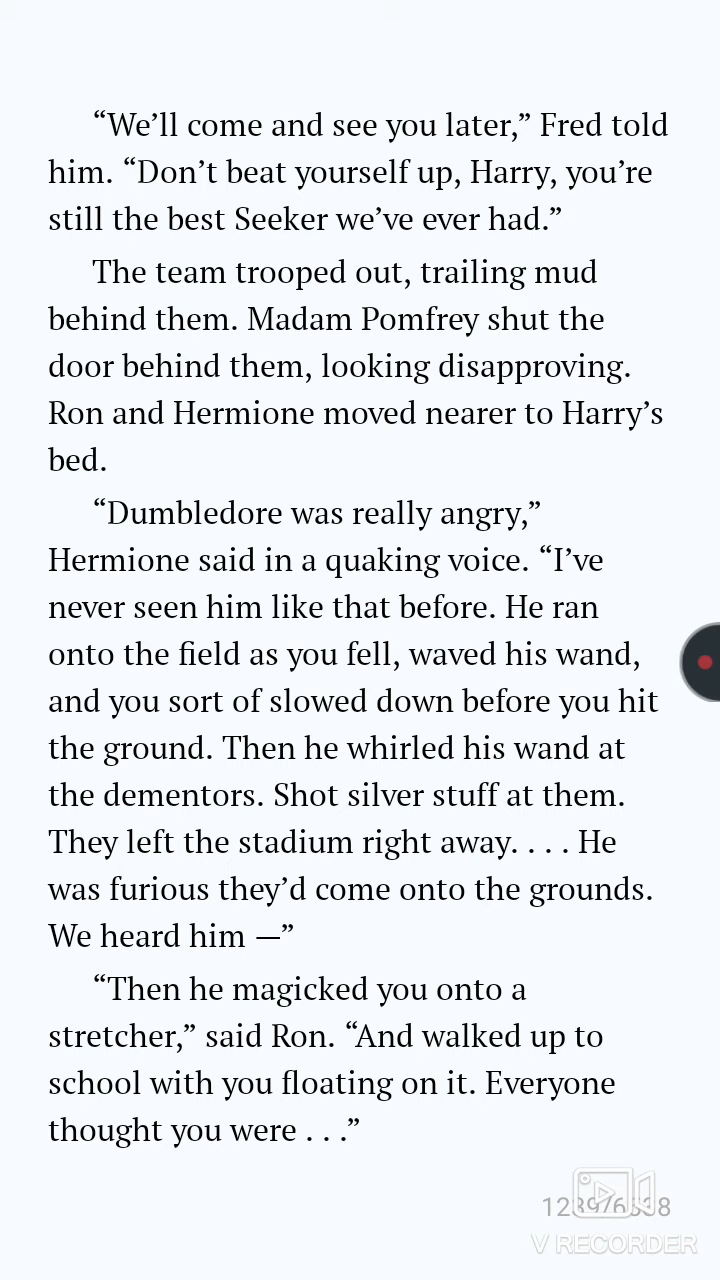 “We’ll come and see you later,” Fred told
him. “Don’t beat yourself up, Harry, you’re
still the best Seeker we’ve ever had.”
The team trooped out, trailing mud
behind them. Madam Pomfrey shut the
door behind them, looking disapproving.
Ron and Hermione moved nearer to Harry’s
bed.
“Dumbledore was really angry,”
Hermione said in a quaking voice. “I’ve
never seen him like that before. He ran
onto the field as you fell, waved his wand,
and you sort of slowed down before you hit
the ground. Then he whirled his wand at
the dementors. Shot silver stuff at them.
They left the stadium right away. . . . He
was furious they’d come onto the grounds.
We heard him —”
“Then he magicked you onto a
stretcher,” said Ron. “And walked up to
school with you floating on it. Everyone
thought you were . . .”
V RECORDER